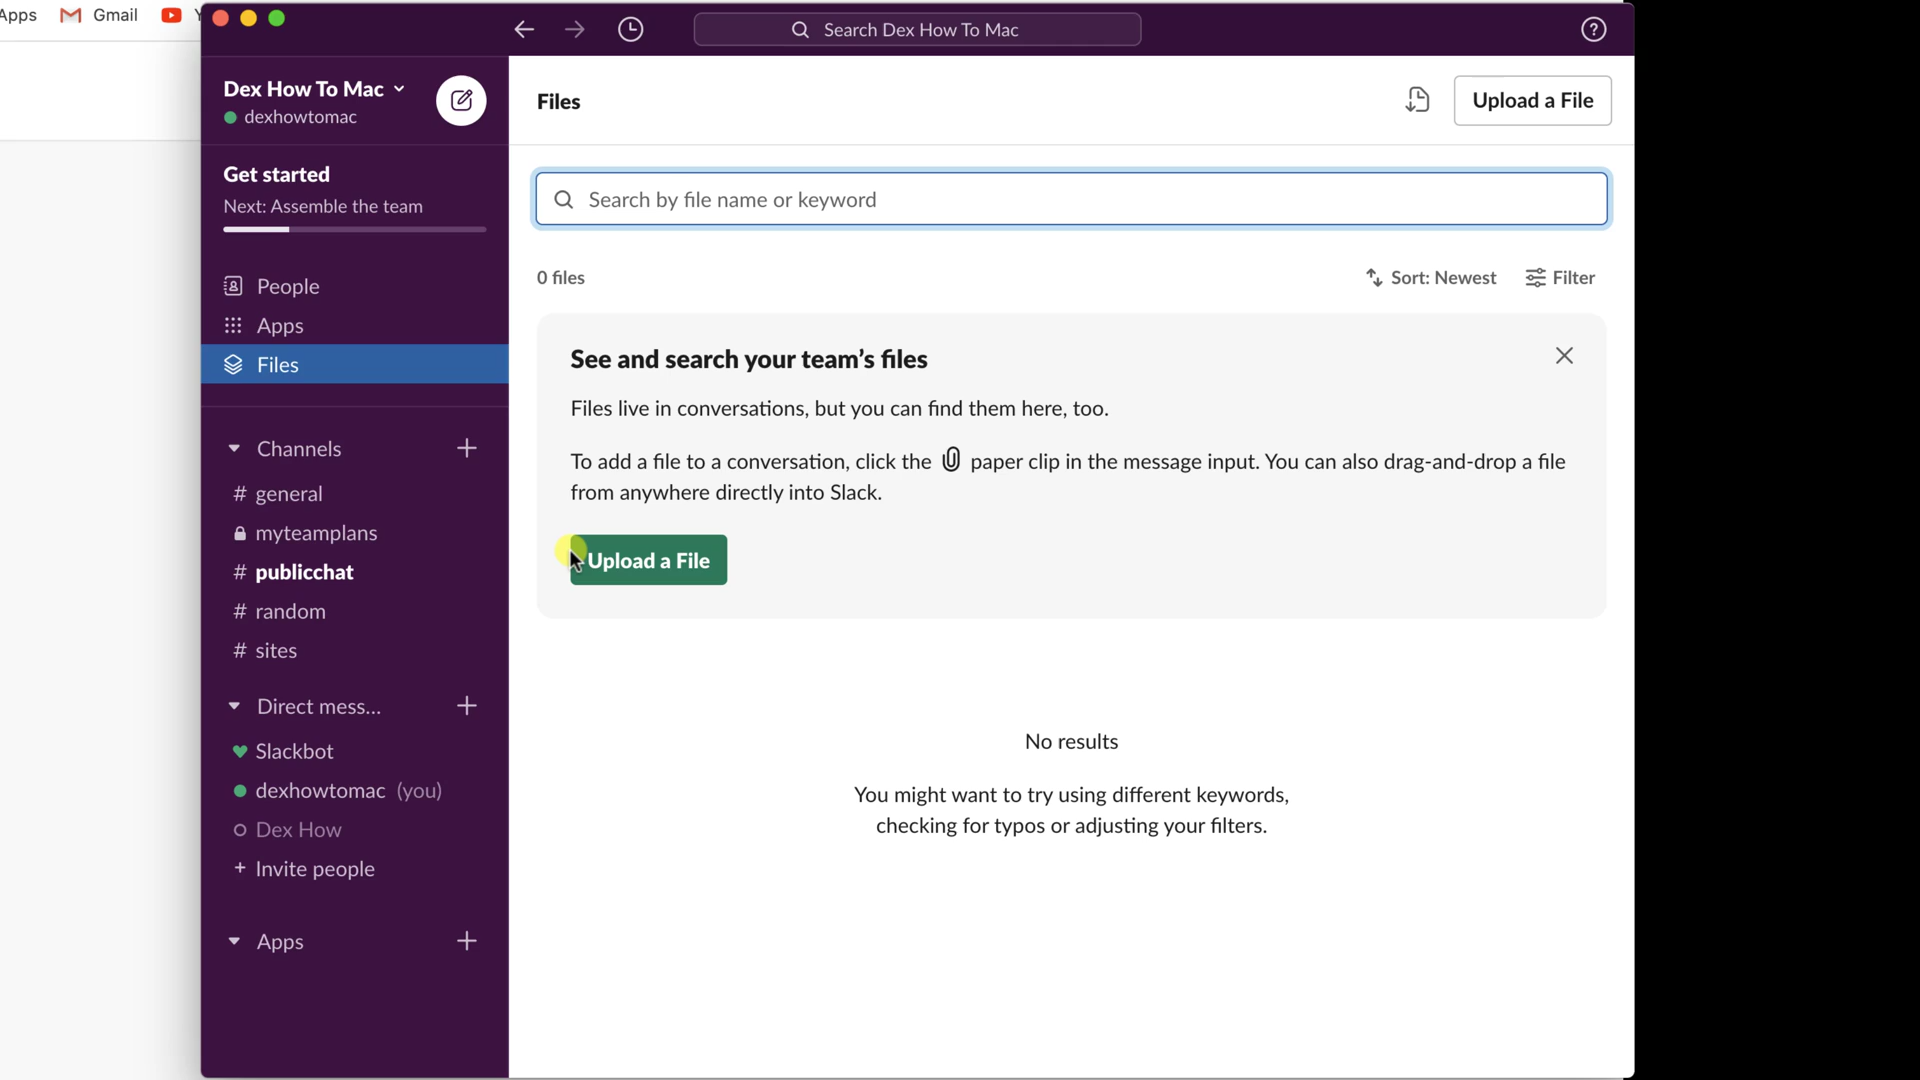 Apps
Gmail
Y
Search Dex How To Mac
Dex How To Mac
dexhowtomac
Get started
Next: Assemble the team
People
Apps
Files
Channels
# general
myteamplans
# publicchat
# random
# sites
Direct mess...
Slackbot
dexhowtomac (you)
Dex How
+ Invite people
Apps
Files
Upload a File
Search by file name or keyword
0 files
Sort: Newest
Filter
See and search your team’s files
Files live in conversations, but you can find them here, too.
To add a file to a conversation, click the paper clip in the message input. You can also drag-and-drop a file
from anywhere directly into Slack.
Upload a File
No results
You might want to try using different keywords,
checking for typos or adjusting your filters.